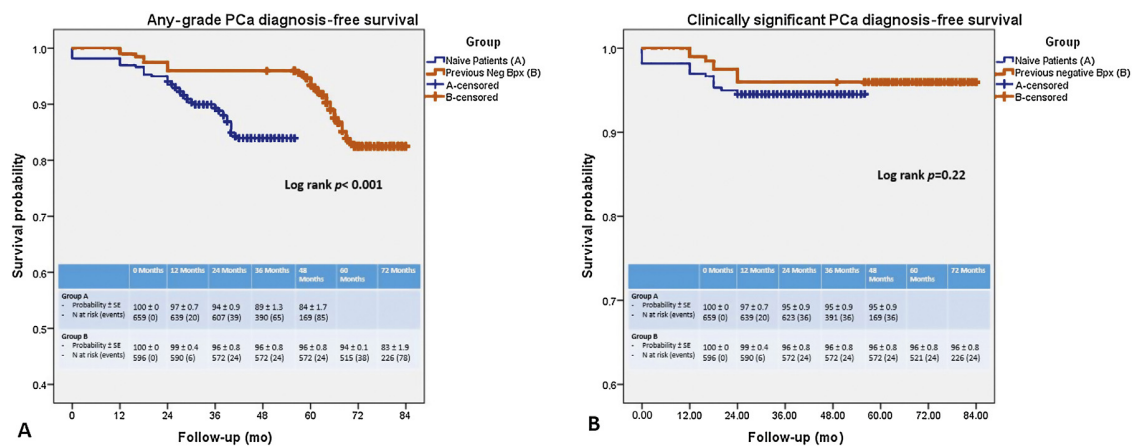 Any-grade PCa diagnosis-free survival
Group
Naive Patients (A)
Previous Neg Bpx (B)
A-censored
B-censored
Survival probability
1.0
0.9
0.8
0.7
0.6
0.5
0.4
Log rank p< 0.001
0 Months 12 Months 24 Months 36 Months 48 Months 60 Months 72 Months
Group A
- Probability ± SE 100 ± 0 97 ± 0.7 94 ± 0.9 89 ± 1.3 84 ± 1.7
- N at risk (events) 659 (0) 639 (20) 607 (39) 390 (65) 169 (85)
Group B
- Probability ± SE 100 ± 0 99 ± 0.4 96 ± 0.8 96 ± 0.8 96 ± 0.8 94 ± 0.1 83 ± 1.9
- N at risk (events) 596 (0) 590 (6) 572 (24) 572 (24) 572 (24) 515 (38) 226 (78)
0 12 24 36 48 60 72 84
Follow-up (mo)
A
Clinically significant PCa diagnosis-free survival
Group
Naive Patients (A)
Previous negative Bpx (B)
A-censored
B-censored
Survival probability
1.0
0.9
0.8
0.7
0.6
Log rank p=0.22
0 Months 12 Months 24 Months 36 Months 48 Months 60 Months 72 Months
Group A
- Probability ± SE 100 ± 0 97 ± 0.7 95 ± 0.9 95 ± 0.9 95 ± 0.9
- N at risk (events) 659 (0) 639 (20) 623 (36) 391 (36) 169 (36)
Group B
- Probability ± SE 100 ± 0 99 ± 0.4 96 ± 0.8 96 ± 0.8 96 ± 0.8 96 ± 0.8 96 ± 0.8
- N at risk (events) 596 (0) 590 (6) 572 (24) 572 (24) 572 (24) 521 (24) 226 (24)
0.00 12.00 24.00 36.00 48.00 60.00 72.00 84.00
Follow-up (mo)
B